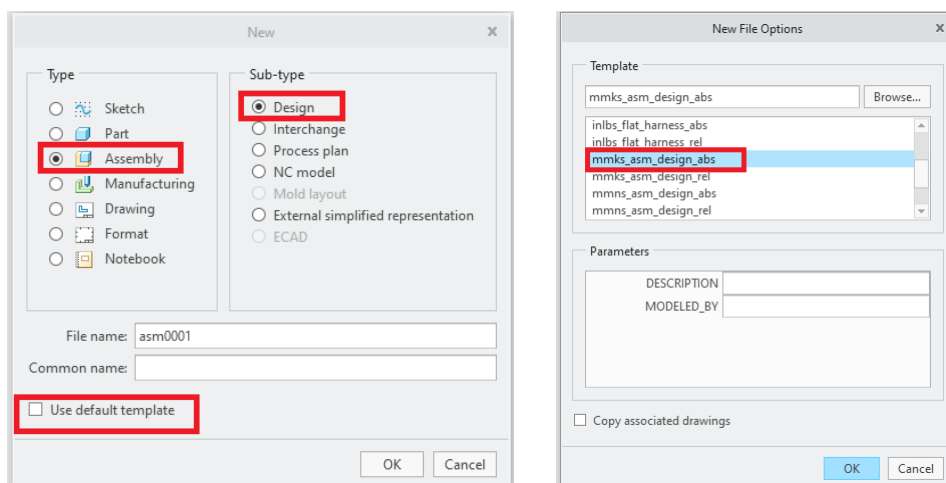 New
x
Type
Sketch
Part
Assembly
Manufacturing
Drawing
Format
Notebook
Sub-type
Design
Interchange
Process plan
NC model
Mold layout
External simplified representation
ECAD
File name: asm0001
Common name:
Use default template
OK Cancel
New File Options
x
Template
mmks_asm_design_abs Browse...
inlbs_flat_harness_abs
inlbs_flat_harness_rel
mmks_asm_design_abs
mmks_asm_design_rel
mmns_asm_design_abs
mmns_asm_design_rel
Parameters
DESCRIPTION
MODELED_BY
Copy associated drawings
OK Cancel